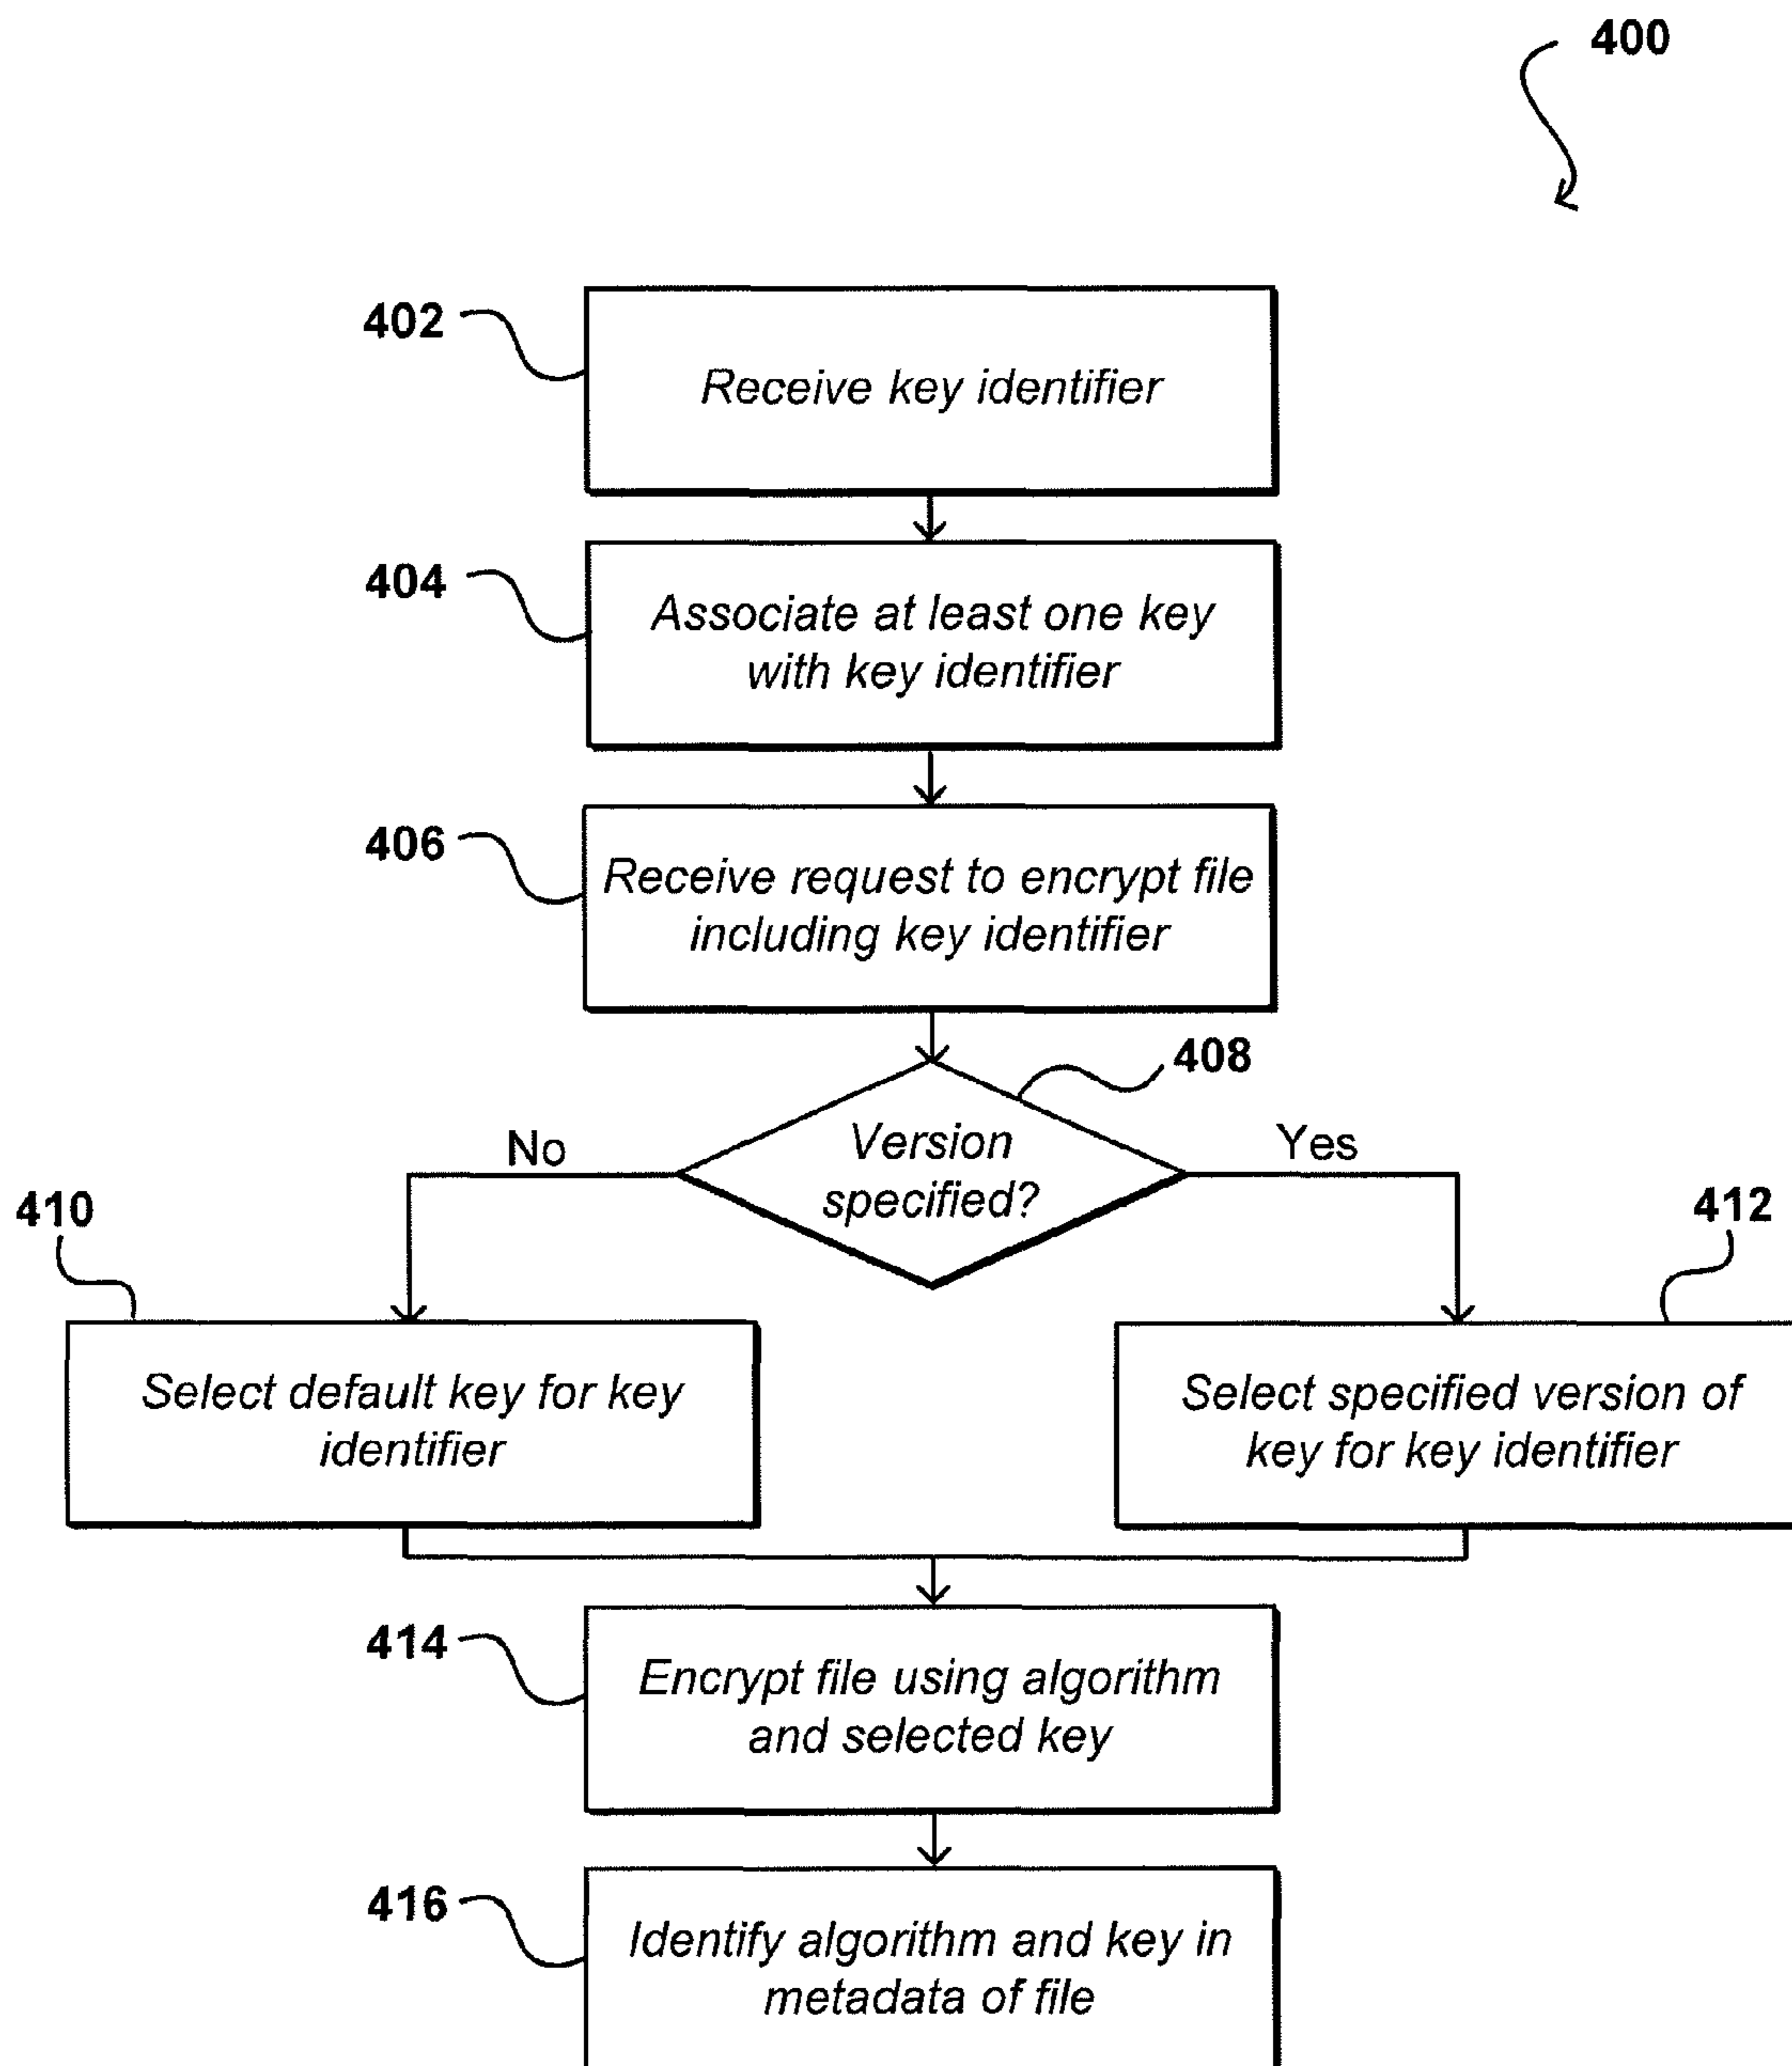 400
402
Receive key identifier
404
Associate at least one key
with key identifier
406
Receive request to encrypt file
including key identifier
408
Version
specified?
No
Yes
410
412
Select default key for key
identifier
Select specified version of
key for key identifier
414
Encrypt file using algorithm
and selected key
416
Identify algorithm and key in
metadata of file